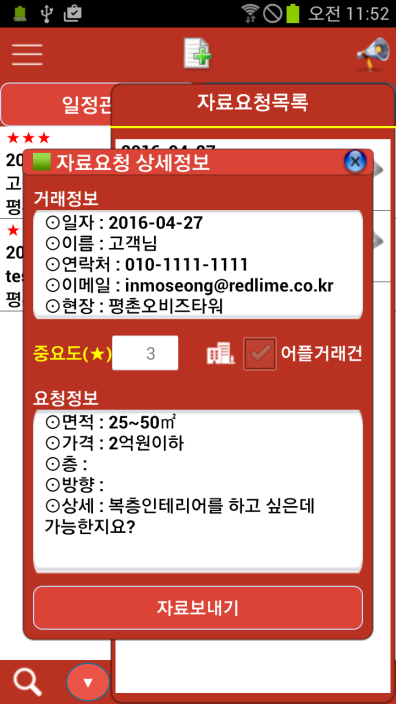 오전 11:52
일정관
자료요청목록
★★★
2016-04-27
20
고
평
★
20
tes
평
자료요청 상세정보
거래정보
⊙일자 : 2016-04-27
⊙이름 : 고객님
⊙연락처 : 010-1111-1111
⊙이메일 : inmoseong@redlime.co.kr
⊙현장 : 평촌오비즈타워
중요도(★) 3 어플거래건
요청정보
⊙면적 : 25~50㎡
⊙가격 : 2억원이하
⊙층 :
⊙방향 :
⊙상세 : 복층인테리어를 하고 싶은데
가능한지요?
자료보내기